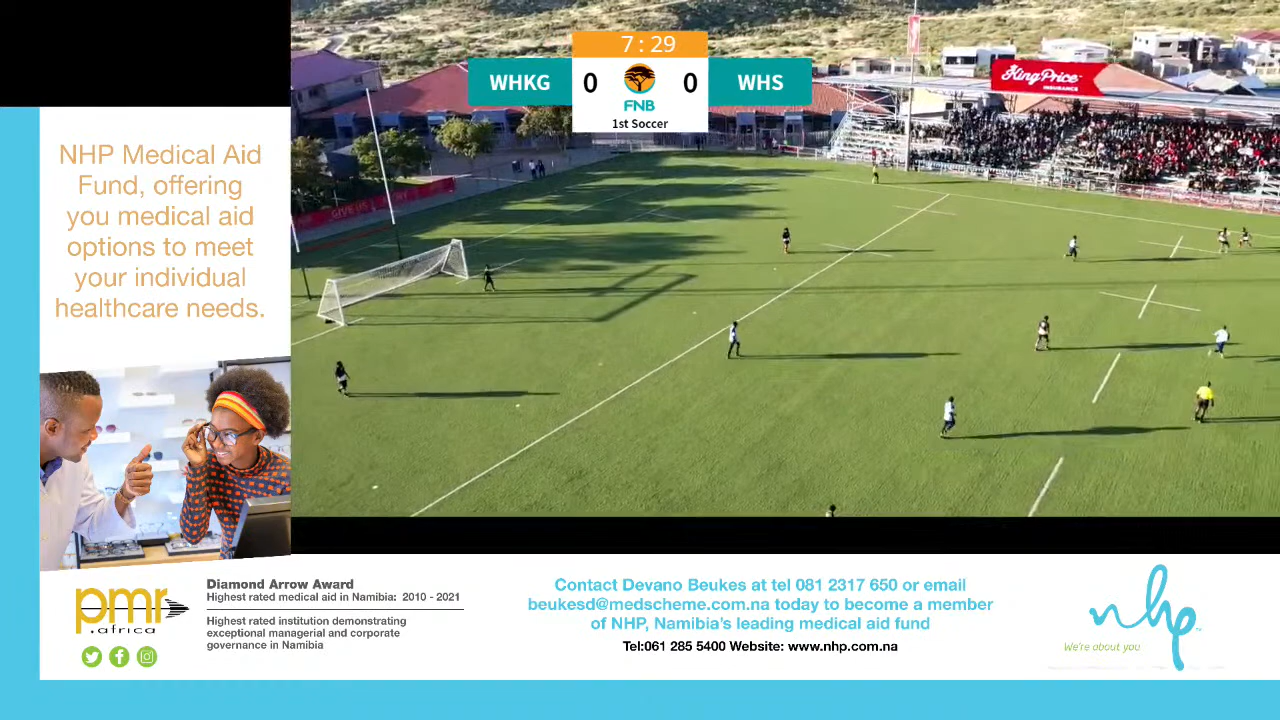 7:29
WHKG 0 FNB 0 WHS
1st Soccer
KingPrice
INSURANCE
GIVE US
NHP Medical Aid
Fund, offering
you medical aid
options to meet
your individual
healthcare needs.
pmr
.africa
Diamond Arrow Award
Highest rated medical aid in Namibia: 2010 - 2021
Highest rated institution demonstrating
exceptional managerial and corporate
governance in Namibia
Contact Devano Beukes at tel 081 2317 650 or email
beukesd@medscheme.com.na today to become a member
of NHP, Namibia's leading medical aid fund
Tel:061 285 5400 Website: www.nhp.com.na
nhp
We're about you